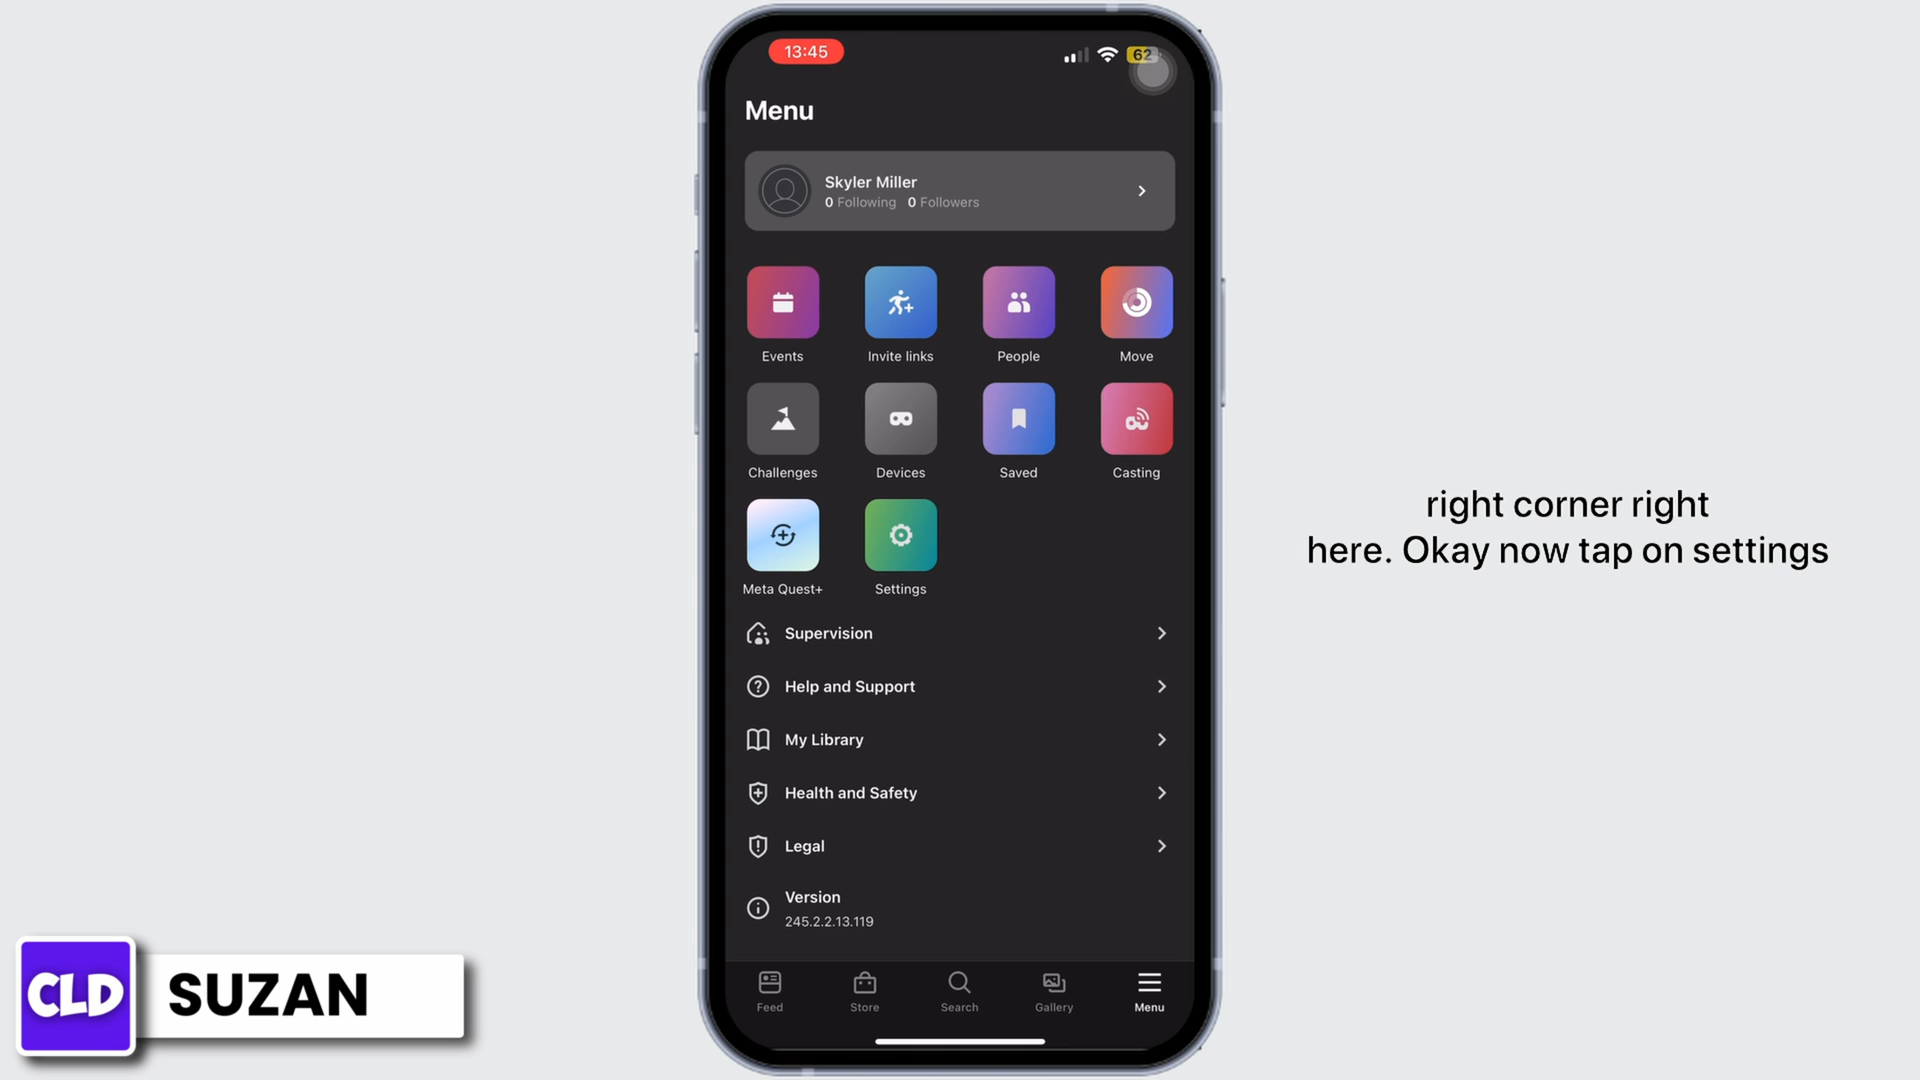 13:45
62
Menu
Skyler Miller
0 Following 0 Followers
Events
Invite links
People
Move
Challenges
Devices
Saved
Casting
Meta Quest+
Settings
Supervision
Help and Support
My Library
Health and Safety
Legal
Version
245.2.2.13.119
Feed
Store
Search
Gallery
Menu
right corner right
here. Okay now tap on settings
CLD
SUZAN